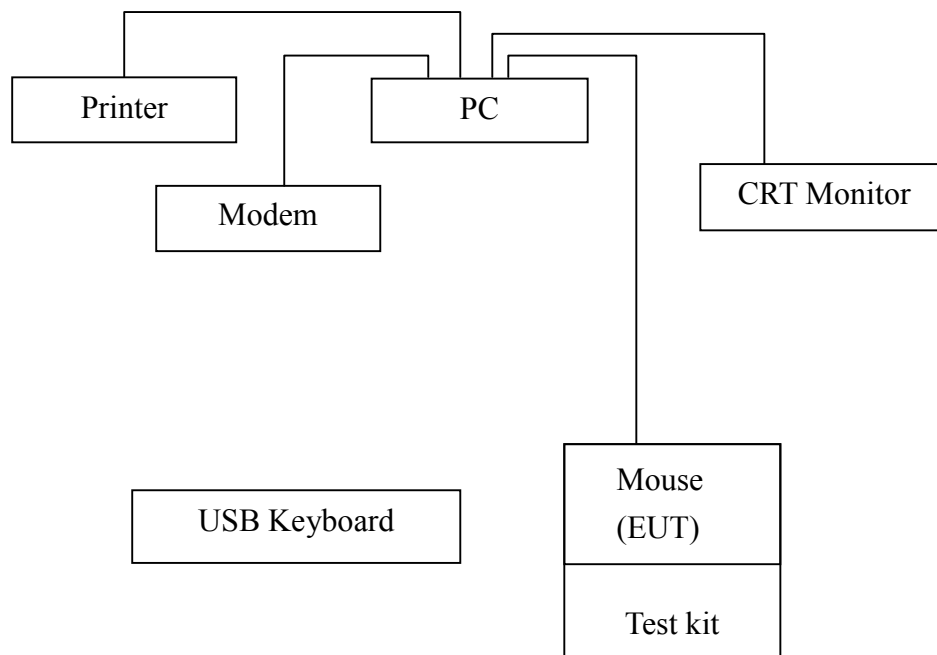 Printer
PC
Modem
CRT Monitor
USB Keyboard
Mouse
(EUT)
Test kit